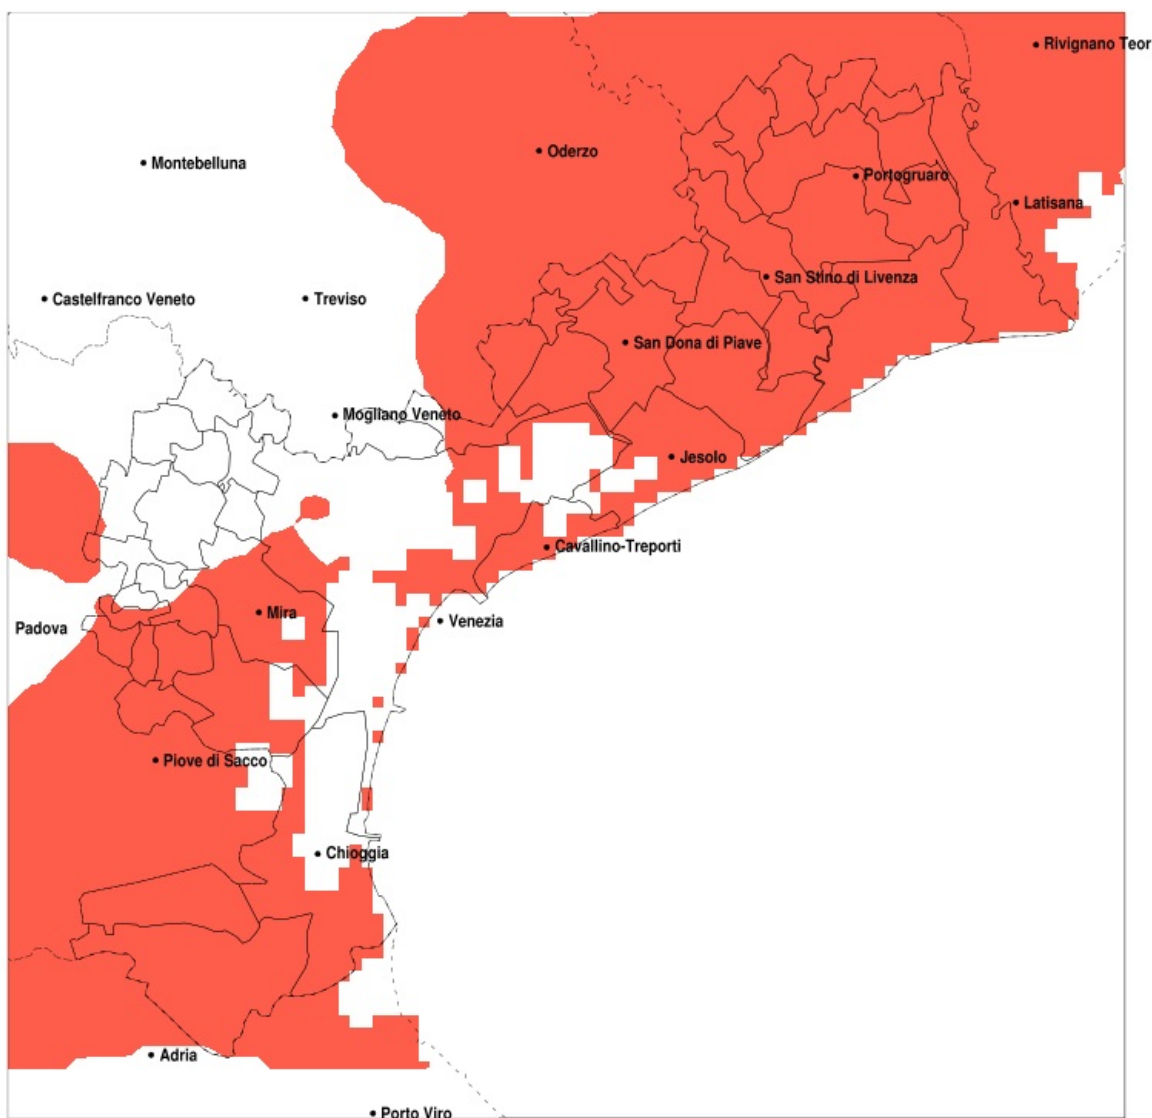 Rivignano Teor
Oderzo
Montebelluna
Portogruaro
Latisana
San Stino di Livenza
Castelfranco Veneto
Treviso
San Dona di Piave
Mogliano Veneto
Jesolo
Cavallino-Treporti
Mira
Venezia
Padova
Piove di Sacco
Chioggia
Adria
Porto Viro